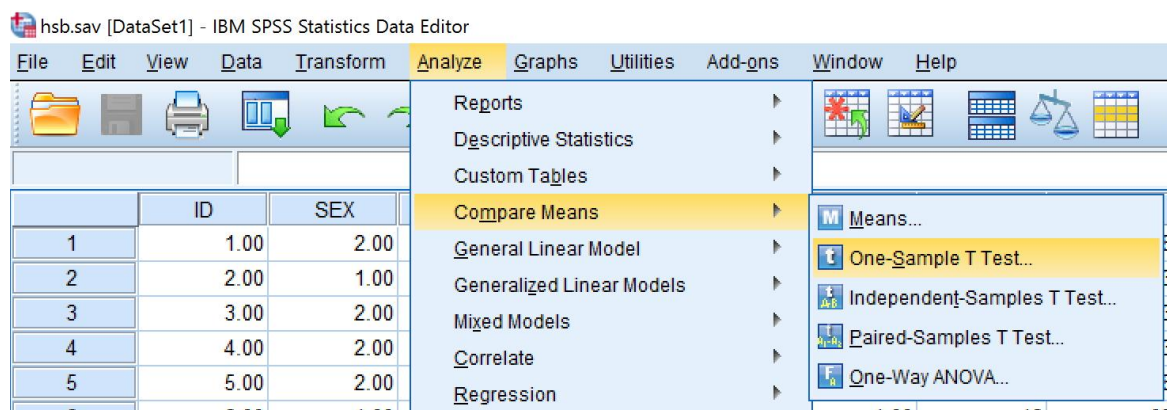 hsb.sav [DataSet1] - IBM SPSS Statistics Data Editor
File Edit View Data Transform Analyze Graphs Utilities Add-ons Window Help
Reports
Descriptive Statistics
Custom Tables
Compare Means
General Linear Model
Generalized Linear Models
Mixed Models
Correlate
Regression
M Means...
t One-Sample T Test...
Independent-Samples T Test...
Paired-Samples T Test...
One-Way ANOVA...
ID SEX
1 1.00 2.00
2 2.00 1.00
3 3.00 2.00
4 4.00 2.00
5 5.00 2.00